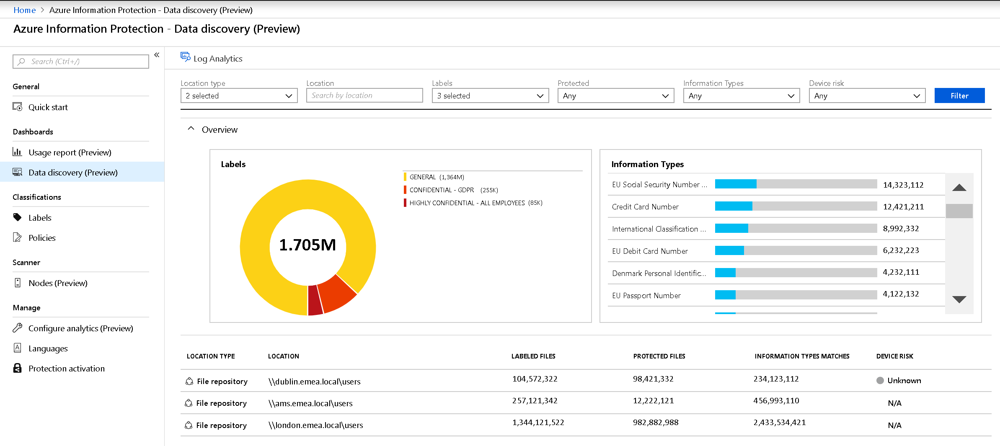 Home > Azure Information Protection - Data discovery (Preview)
Azure Information Protection - Data discovery (Preview)
Search (Ctrl+/)
«
General
Quick start
Dashboards
Usage report (Preview)
Data discovery (Preview)
Classifications
Labels
Policies
Scanner
Nodes (Preview)
Manage
Configure analytics (Preview)
Languages
Protection activation
Log Analytics
Location type Location Labels Protected Information Types Device risk
2 selected Search by location 3 selected Any Any Any Filter
Overview
Labels
GENERAL (1,364M)
CONFIDENTIAL - GDPR (255K)
HIGHLY CONFIDENTIAL - ALL EMPLOYEES (85K)
1.705M
Information Types
EU Social Security Number ... 14,323,112
Credit Card Number 12,421,211
International Classification ... 8,992,332
EU Debit Card Number 6,232,223
Denmark Personal Identific... 4,232,111
EU Passport Number 4,122,132
LOCATION TYPE LOCATION LABELED FILES PROTECTED FILES INFORMATION TYPES MATCHES DEVICE RISK
File repository \\dublin.emea.local\users 104,572,322 98,421,332 234,123,112 Unknown
File repository \\ams.emea.local\users 257,121,342 12,222,121 456,993,110 N/A
File repository \\london.emea.local\users 1,344,121,522 982,882,988 2,433,534,421 N/A